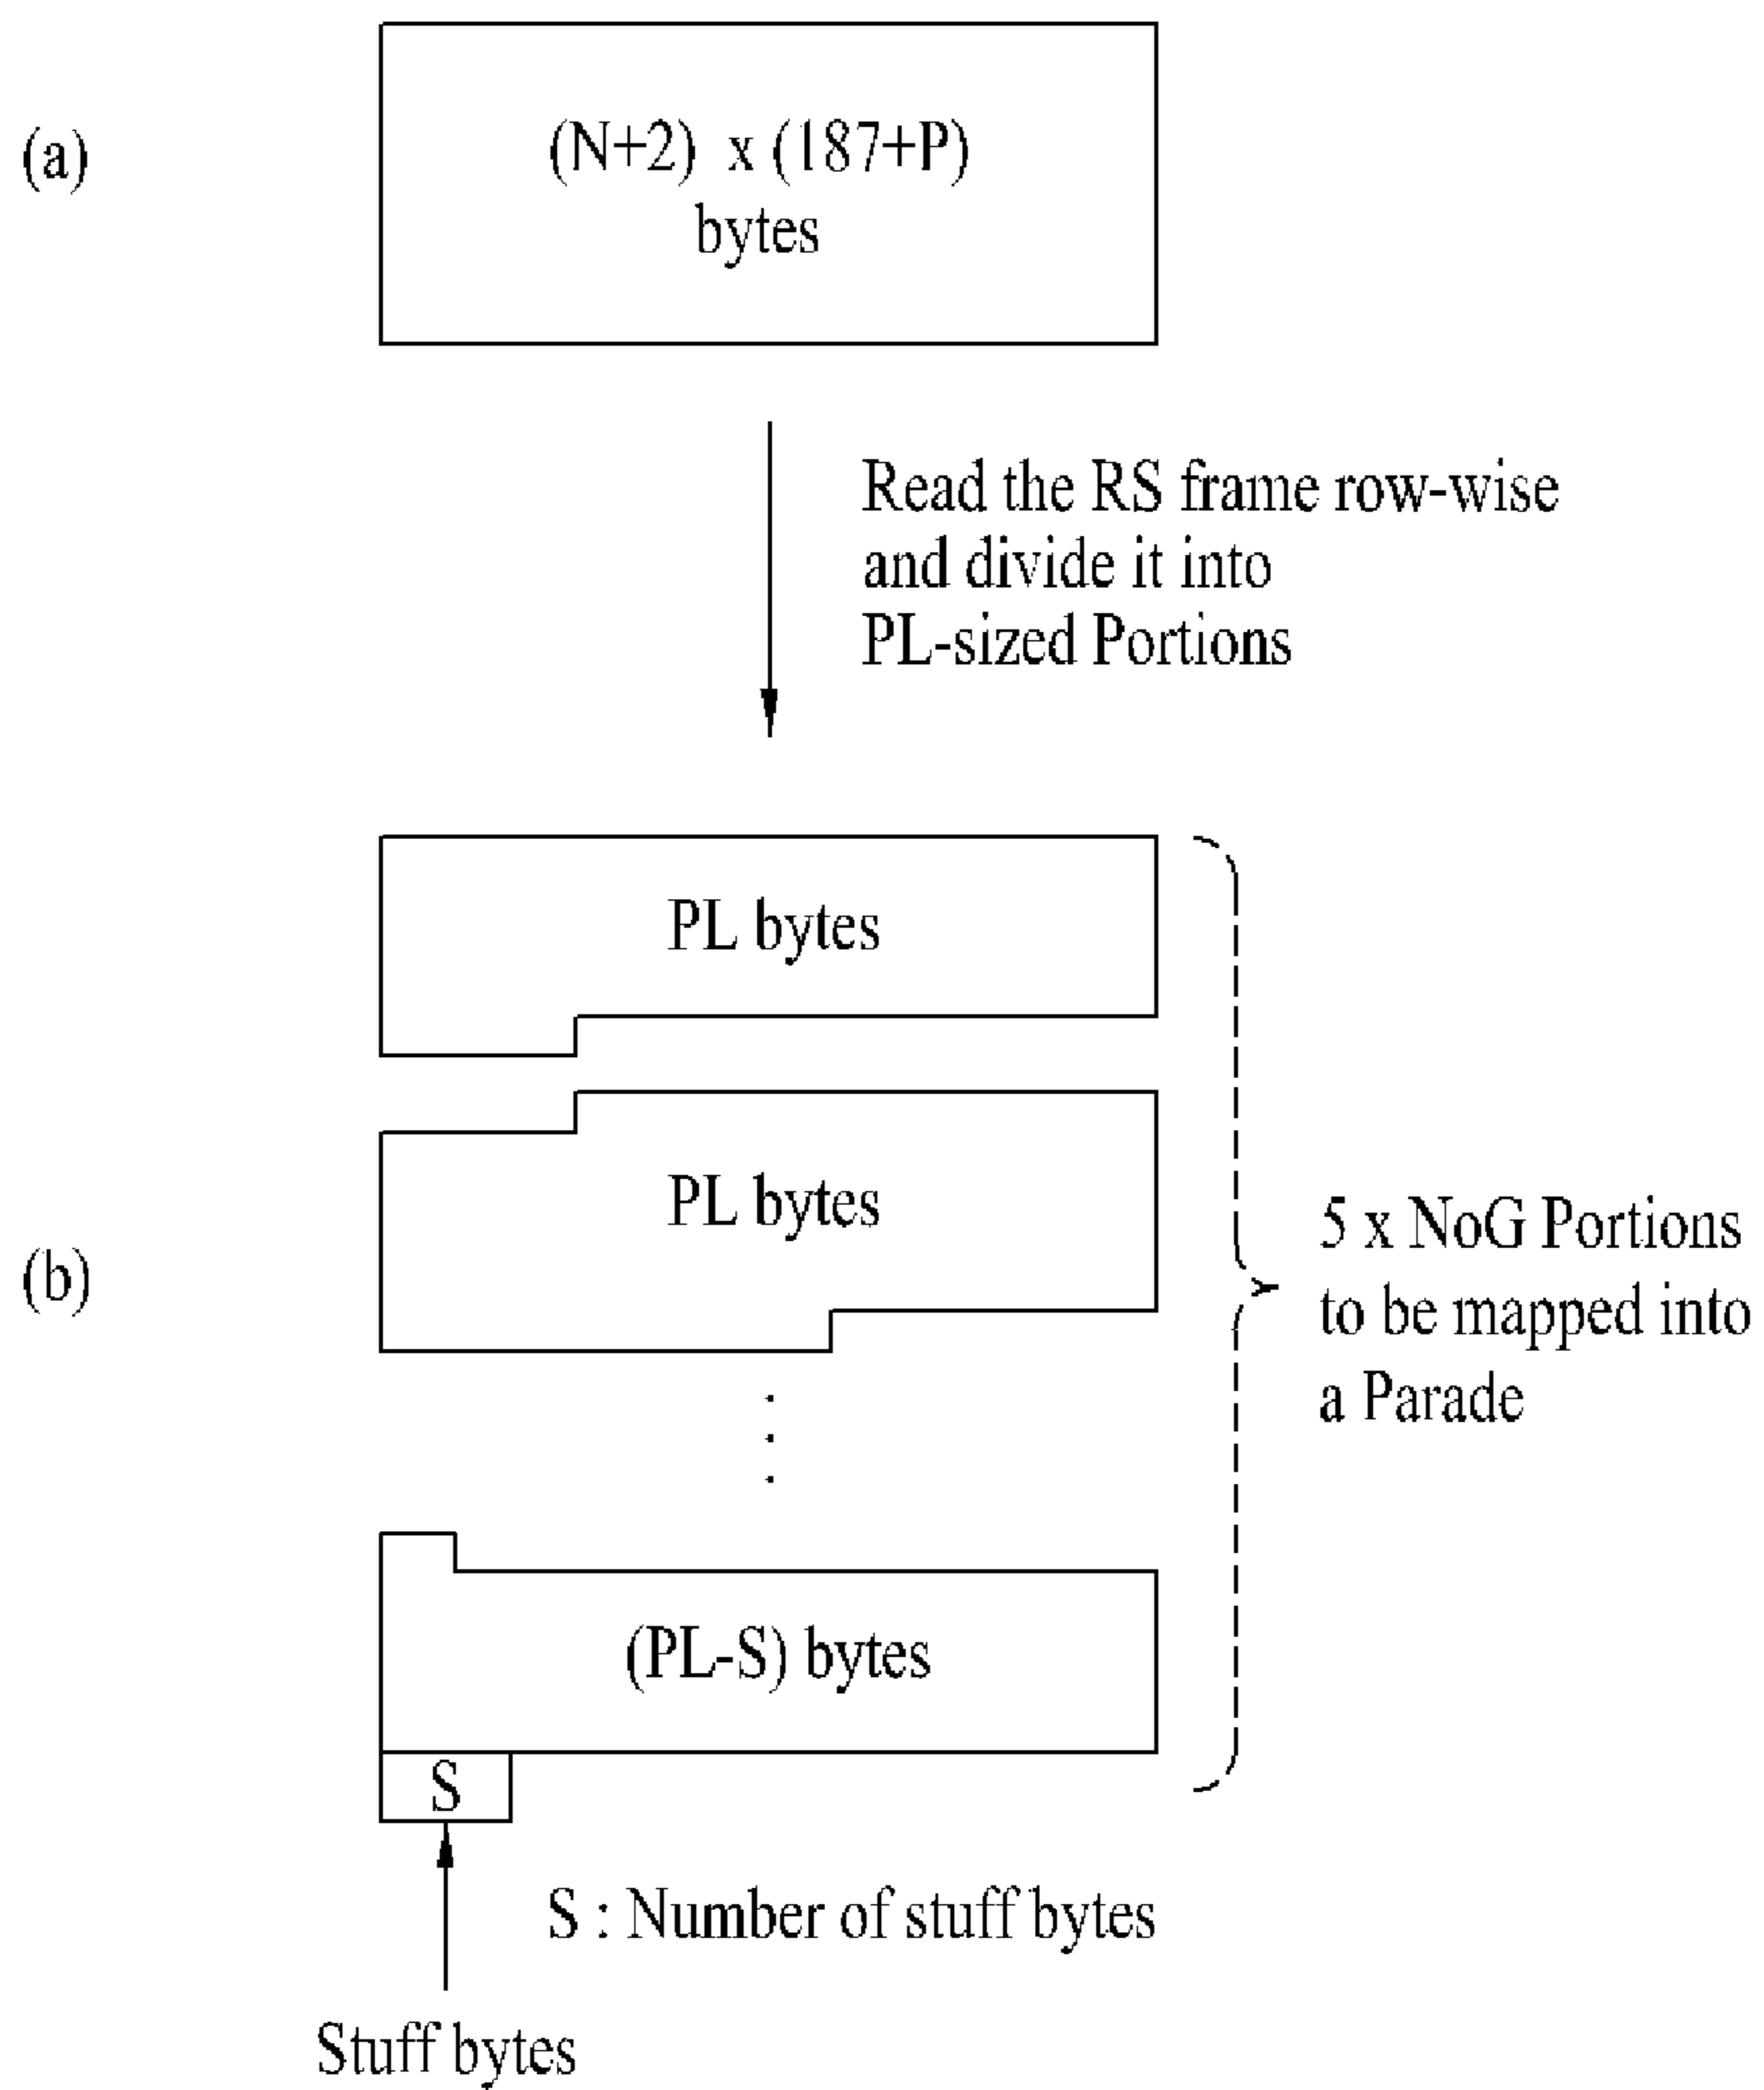 (a)
(N+2) x (187+P)
bytes
Read the RS frame row-wise
and divide it into
PL-sized Portions
PL bytes
PL bytes
(b)
5 x NoG Portions
to be mapped into
a Parade
(PL-S) bytes
S
S : Number of stuff bytes
Stuff bytes